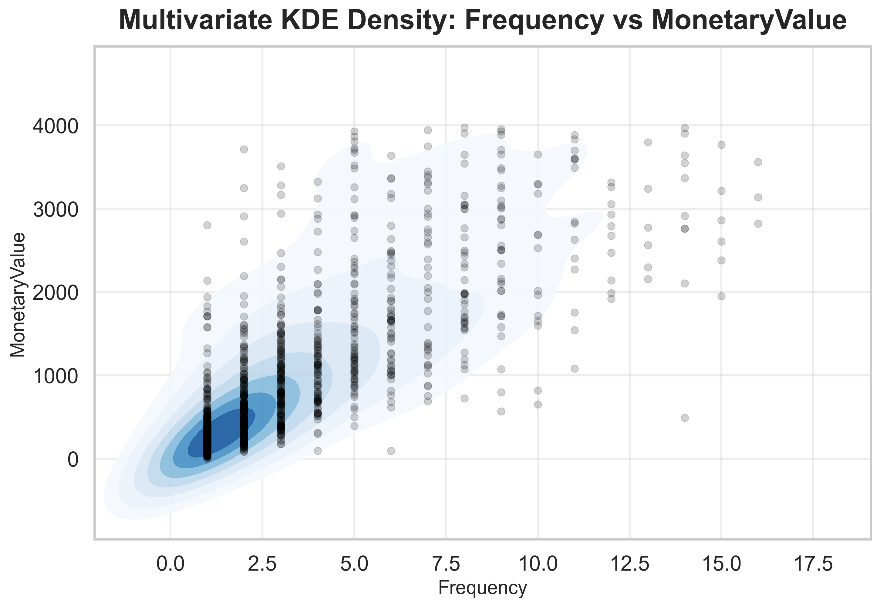 Multivariate KDE Density: Frequency vs MonetaryValue
MonetaryValue
4000
3000
2000
1000
0
0.0 2.5 5.0 7.5 10.0 12.5 15.0 17.5
Frequency